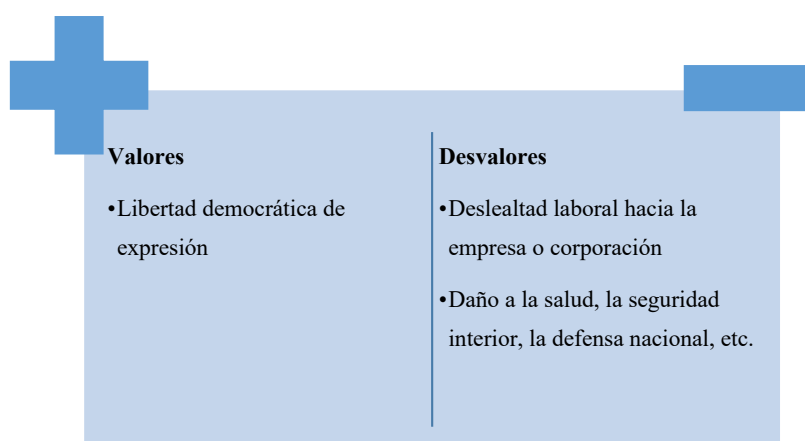 Valores
•Libertad democrática de
expresión
Desvalores
•Deslealtad laboral hacia la
empresa o corporación
•Daño a la salud, la seguridad
interior, la defensa nacional, etc.